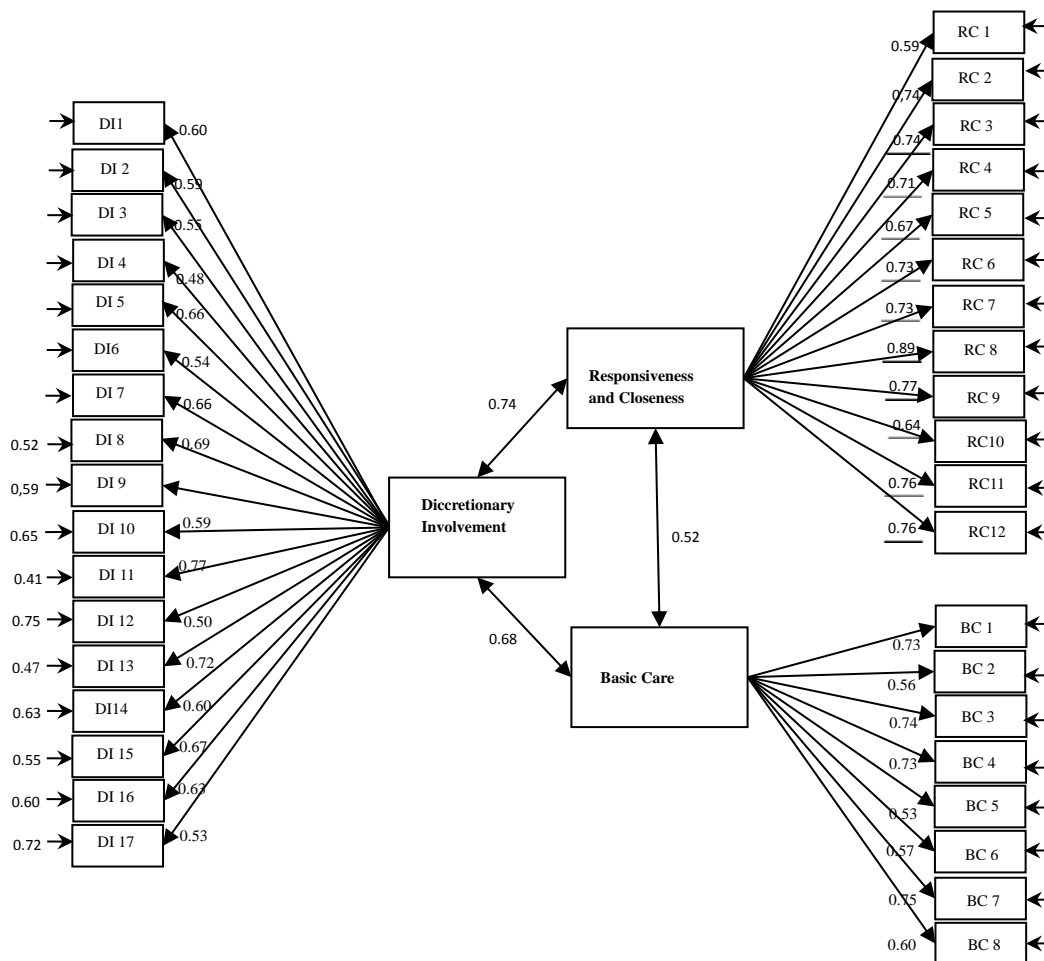 DI1
0.60
DI 2
0.59
DI 3
0.55
DI 4
0.48
DI 5
0.66
DI6
0.54
DI 7
0.66
0.52
DI 8
0.69
0,59
DI 9
0.65
DI 10
0.59
0.41
DI 11
0.77
0.75
DI 12
0.50
0.47
DI 13
0.72
0.63
DI14
0.60
0.55
DI 15
0.67
0.60
DI 16
0.63
0.72
DI 17
0.53
Diccretionary
Involvement
0.74
0.68
0.52
Responsiveness
and Closeness
Basic Care
0.59
RC 1
0,74
RC 2
0.74
RC 3
0.71
RC 4
0.67
RC 5
0.73
RC 6
0.73
RC 7
0.89
RC 8
0.77
RC 9
0.64
RC10
0.76
RC11
0.76
RC12
0.73
BC 1
0.56
BC 2
0.74
BC 3
0.73
BC 4
0.53
BC 5
0.57
BC 6
0.75
BC 7
0.60
BC 8